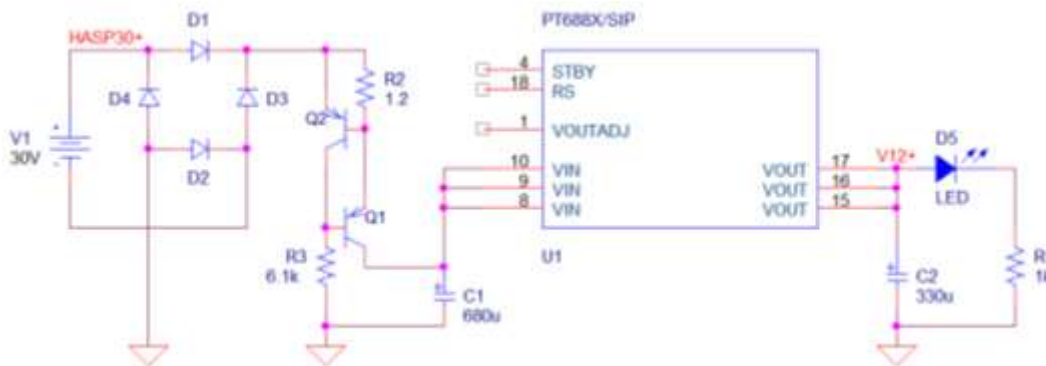 D1
PT688X/SIP
HASP30+
4 STBY
18 RS
R2
1.2
D4
D3
Q2
1 VOUTADJ
V1
30V
D2
D5
10 VIN
VOUT 17
V12+
9 VIN
VOUT 16
8 VIN
VOUT 15
LED
Q1
R3
6.1k
U1
C1
680u
C2
330u